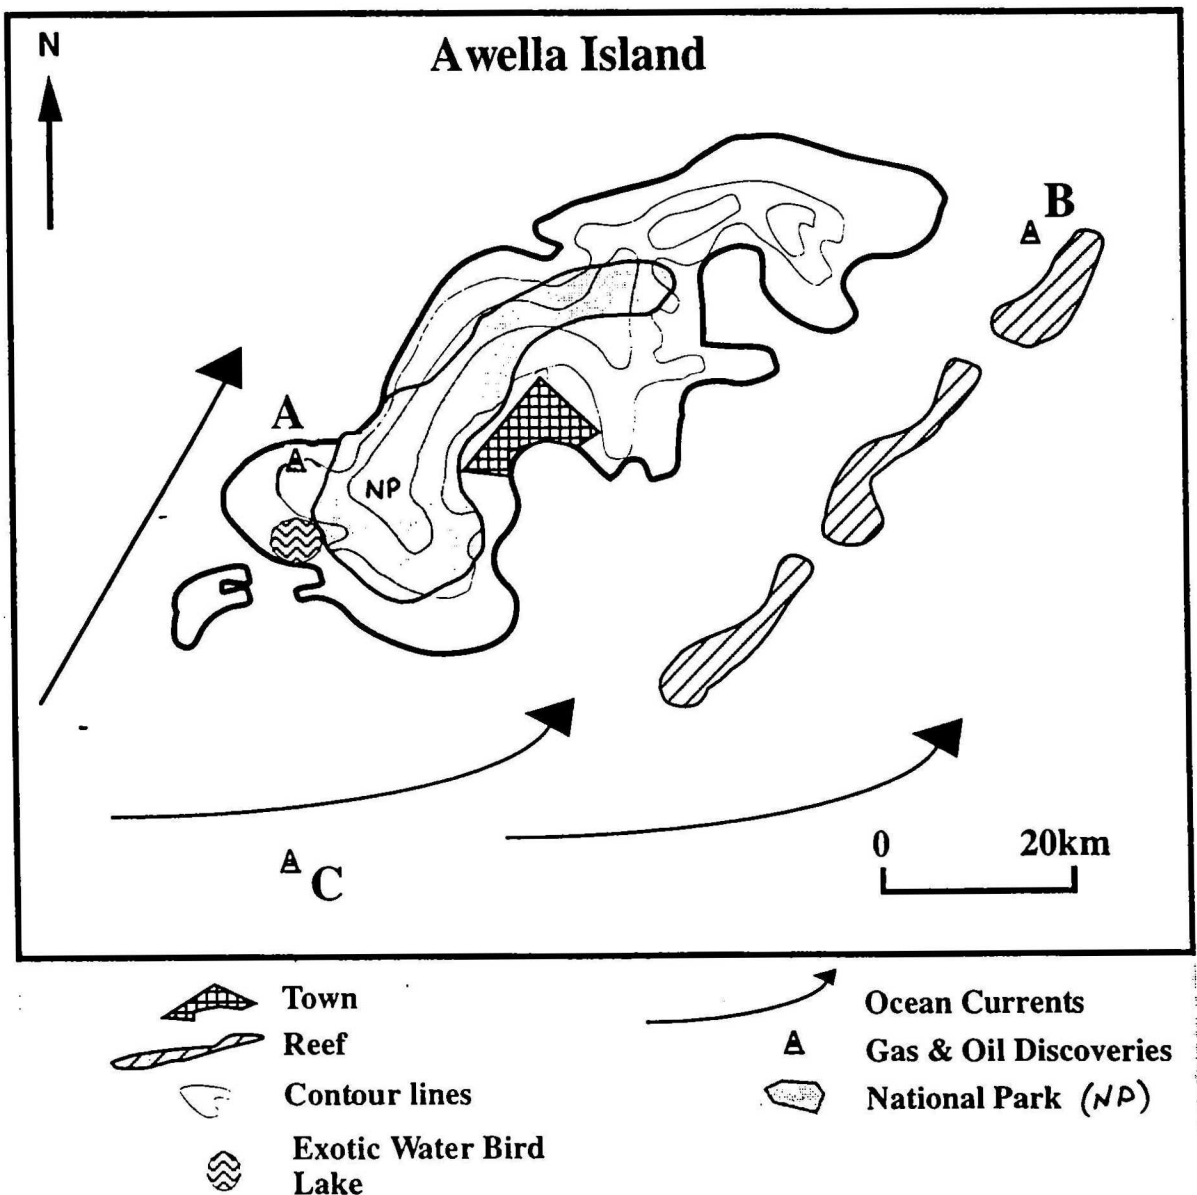 N
Awella Island
B
A
NP
0 20km
C
Town
Reef
Contour lines
Exotic Water Bird
Lake
Ocean Currents
Gas & Oil Discoveries
National Park (NP)